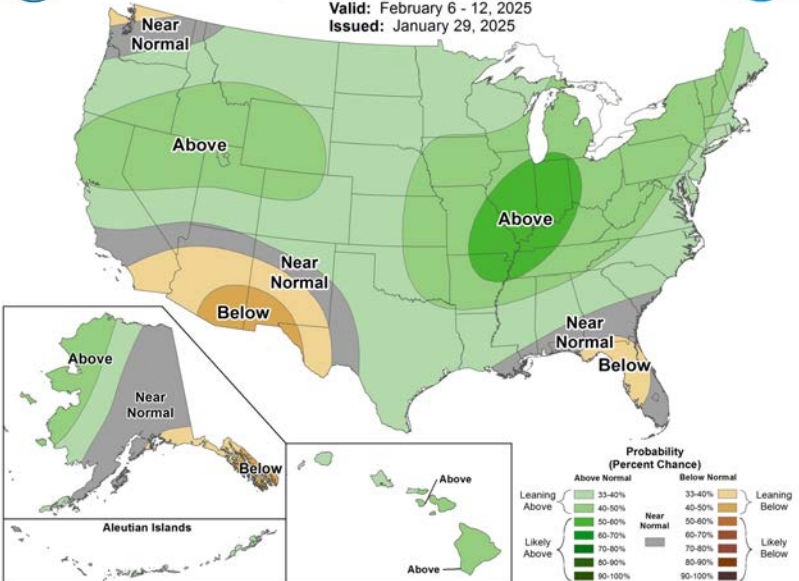 Valid: February 6 - 12, 2025
Issued: January 29, 2025
Near
Normal
Above
Above
Near
Normal
Below
Near
Normal
Below
Above
Near
Normal
Below
Aleutian Islands
Above
Above
Probability
(Percent Chance)
Above Normal
Below Normal
Leaning
Above
33-40%
40-50%
Likely
Above
50-60%
60-70%
70-80%
80-90%
90-100%
Near
Normal
33-40%
40-50%
Leaning
Below
50-60%
60-70%
70-80%
80-90%
90-100%
Likely
Below